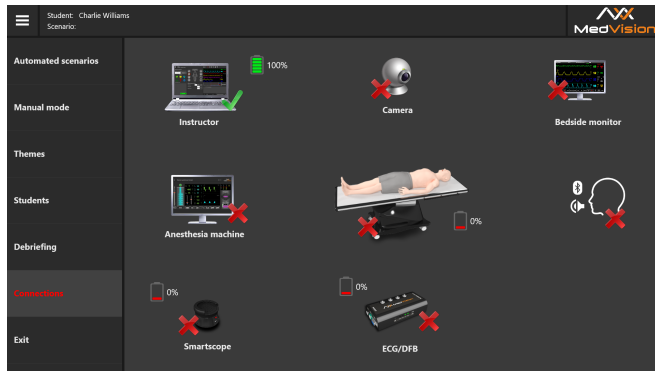 Student: Charlie Williams
Scenario:
MedVision
Automated scenarios
Manual mode
Themes
Students
Debriefing
Connections
Exit
100%
Instructor
Camera
Bedside monitor
Anesthesia machine
0%
0%
Smartscope
0%
ECG/DFB